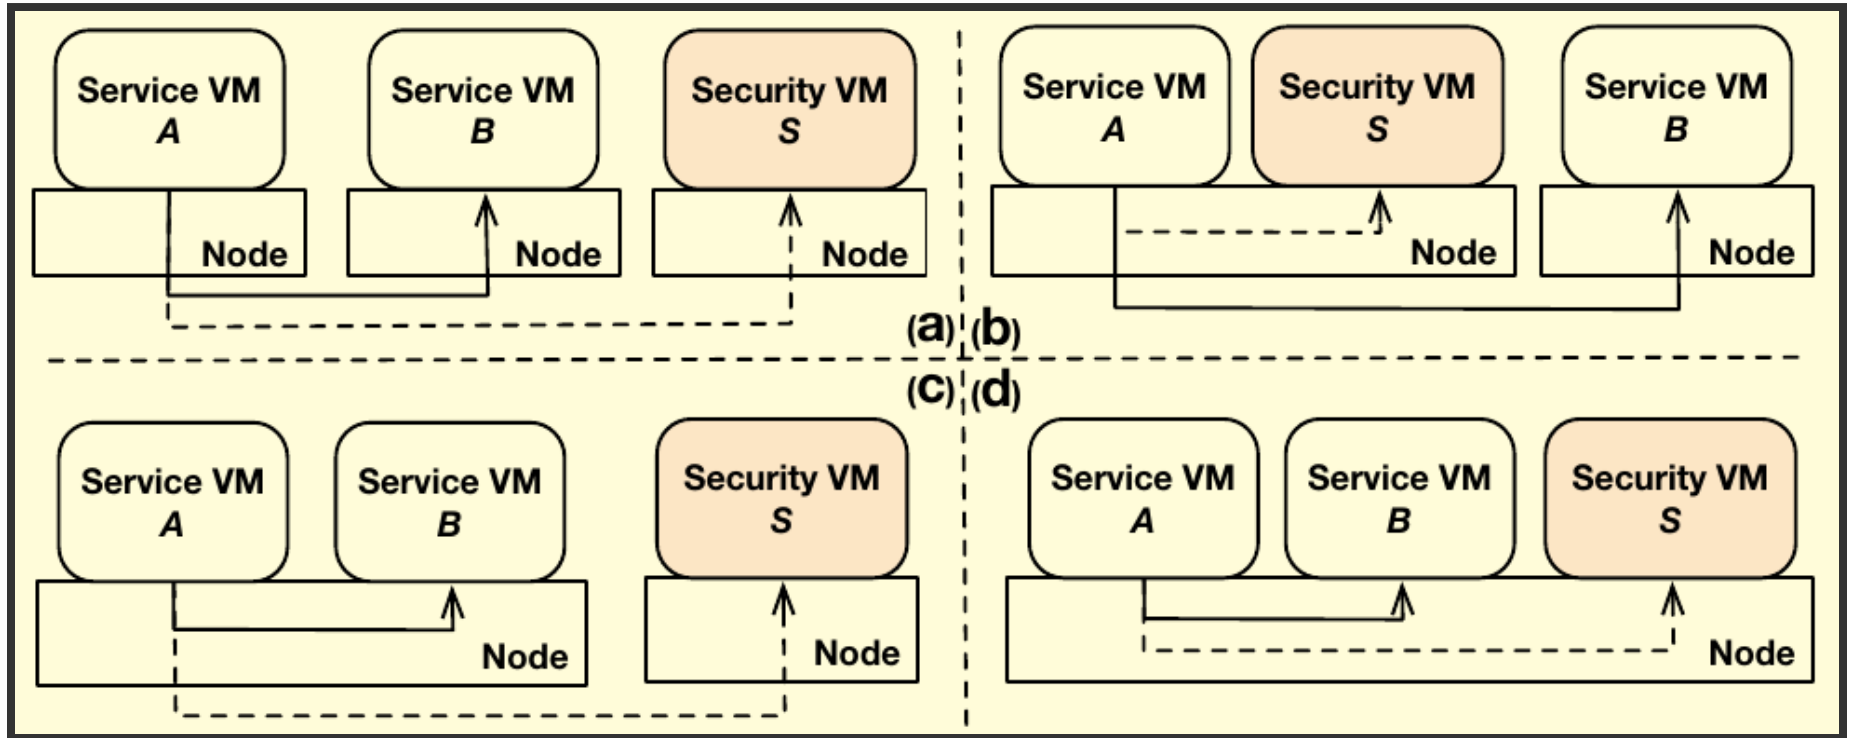 Service VM
A
Service VM
B
Security VM
S
Node
Node
Node
(a)
Service VM
A
Security VM
S
Service VM
B
Node
Node
(b)
(c)
Service VM
A
Service VM
B
Security VM
S
Node
Node
(d)
Service VM
A
Service VM
B
Security VM
S
Node